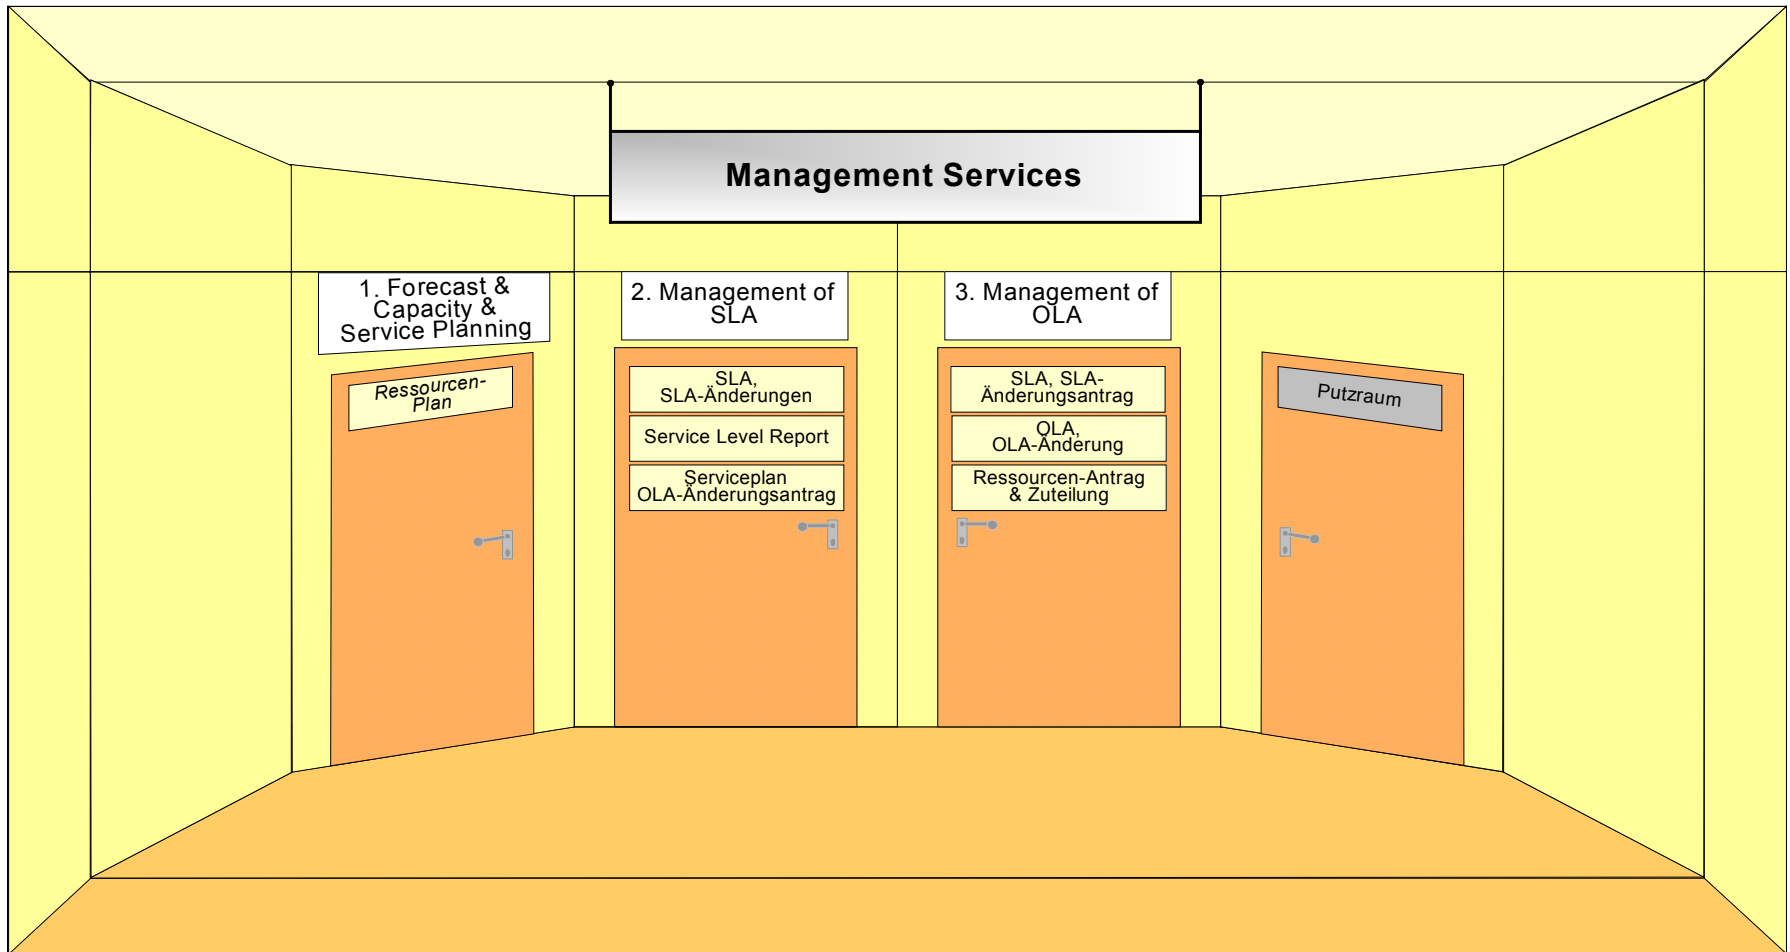 Management Services
1. Forecast &
Capacity &
Service Planning
Ressourcen-
Plan
2. Management of
SLA
SLA,
SLA-Änderungen
Service Level Report
Serviceplan
OLA-Änderungsantrag
3. Management of
OLA
SLA, SLA-
Änderungsantrag
OLA,
OLA-Änderung
Ressourcen-Antrag
& Zuteilung
Putzraum